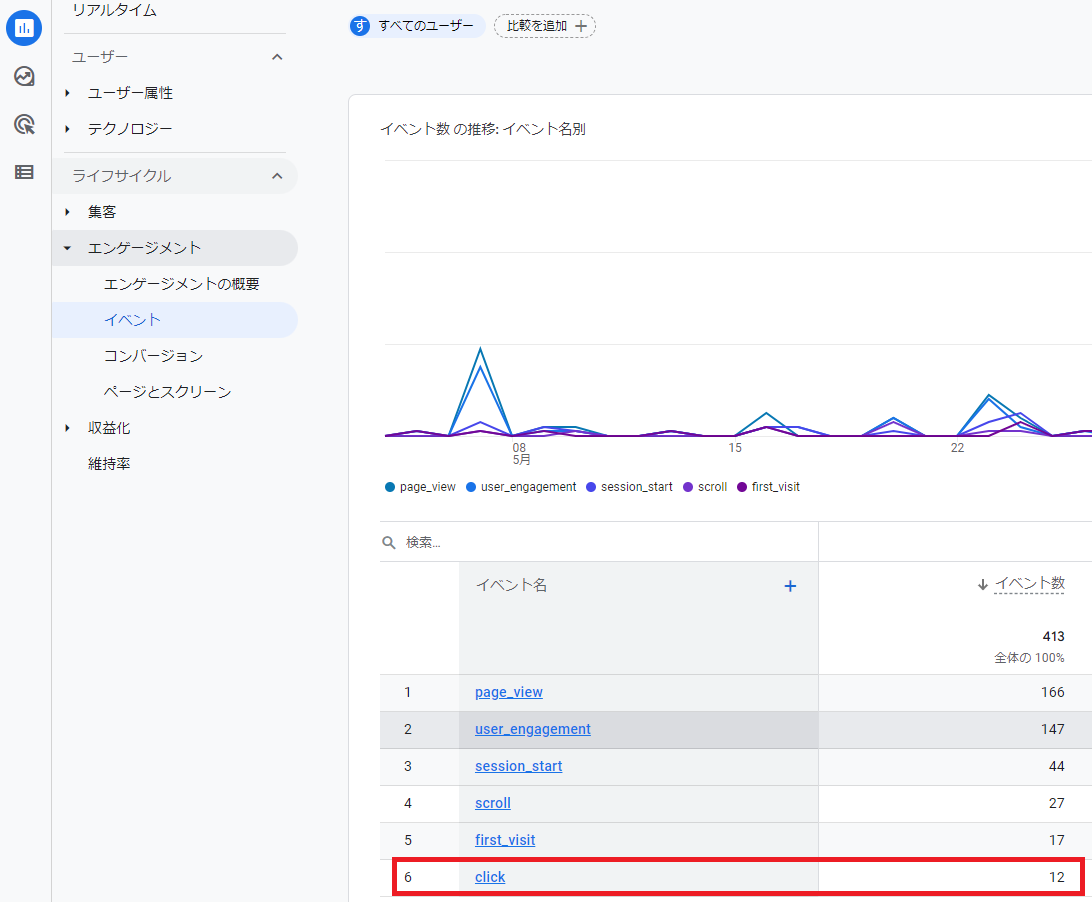 リアルタイム
ユーザー
ユーザー属性
テクノロジー
ライフサイクル
集客
エンゲージメント
エンゲージメントの概要
イベント
コンバージョン
ページとスクリーン
収益化
維持率
す すべてのユーザー 比較を追加
イベント数 の推移: イベント名別
08 15 22
5月
page_view user_engagement session_start scroll first_visit
検索...
イベント名 + ↓ イベント数
413
全体の 100%
1 page_view 166
2 user_engagement 147
3 session_start 44
4 scroll 27
5 first_visit 17
6 click 12